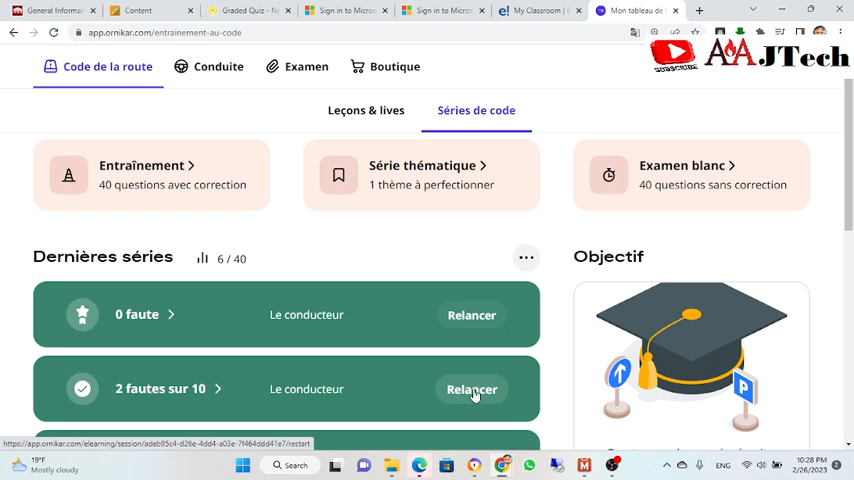 General Informat
Content
Graded Quiz - Ne
Sign in to Micros
Sign in to Micros
My Classroom | D
Mon tableau de
app.ornikar.com/entrainement-au-code
SUBSCRIBE
AAJTech
Code de la route
Conduite
Examen
Boutique
Leçons & lives
Séries de code
Entraînement
40 questions avec correction
Série thématique
1 thème à perfectionner
Examen blanc
40 questions sans correction
Dernières séries
6 / 40
Objectif
0 faute
Le conducteur
Relancer
2 fautes sur 10
Le conducteur
Relancer
P
https://app.ornikar.com/elearning/session/adeb95c4-d26e-4dd4-a03e-7f464ddd41e7/restart
19°F
Mostly cloudy
Search
ENG
10:28 PM
2/26/2023